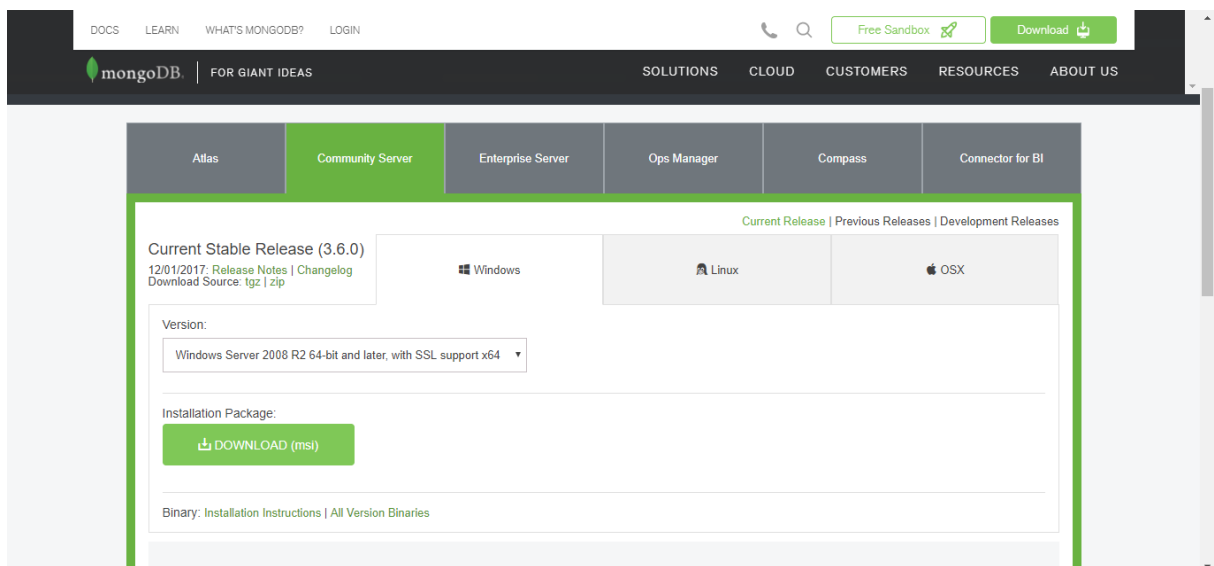 DOCS LEARN WHAT'S MONGODB? LOGIN Free Sandbox Download
mongoDB. FOR GIANT IDEAS SOLUTIONS CLOUD CUSTOMERS RESOURCES ABOUT US
Atlas Community Server Enterprise Server Ops Manager Compass Connector for BI
Current Release | Previous Releases | Development Releases
Current Stable Release (3.6.0)
12/01/2017: Release Notes | Changelog
Download Source: tgz | zip
Windows Linux OSX
Version:
Windows Server 2008 R2 64-bit and later, with SSL support x64
Installation Package:
DOWNLOAD (msi)
Binary: Installation Instructions | All Version Binaries